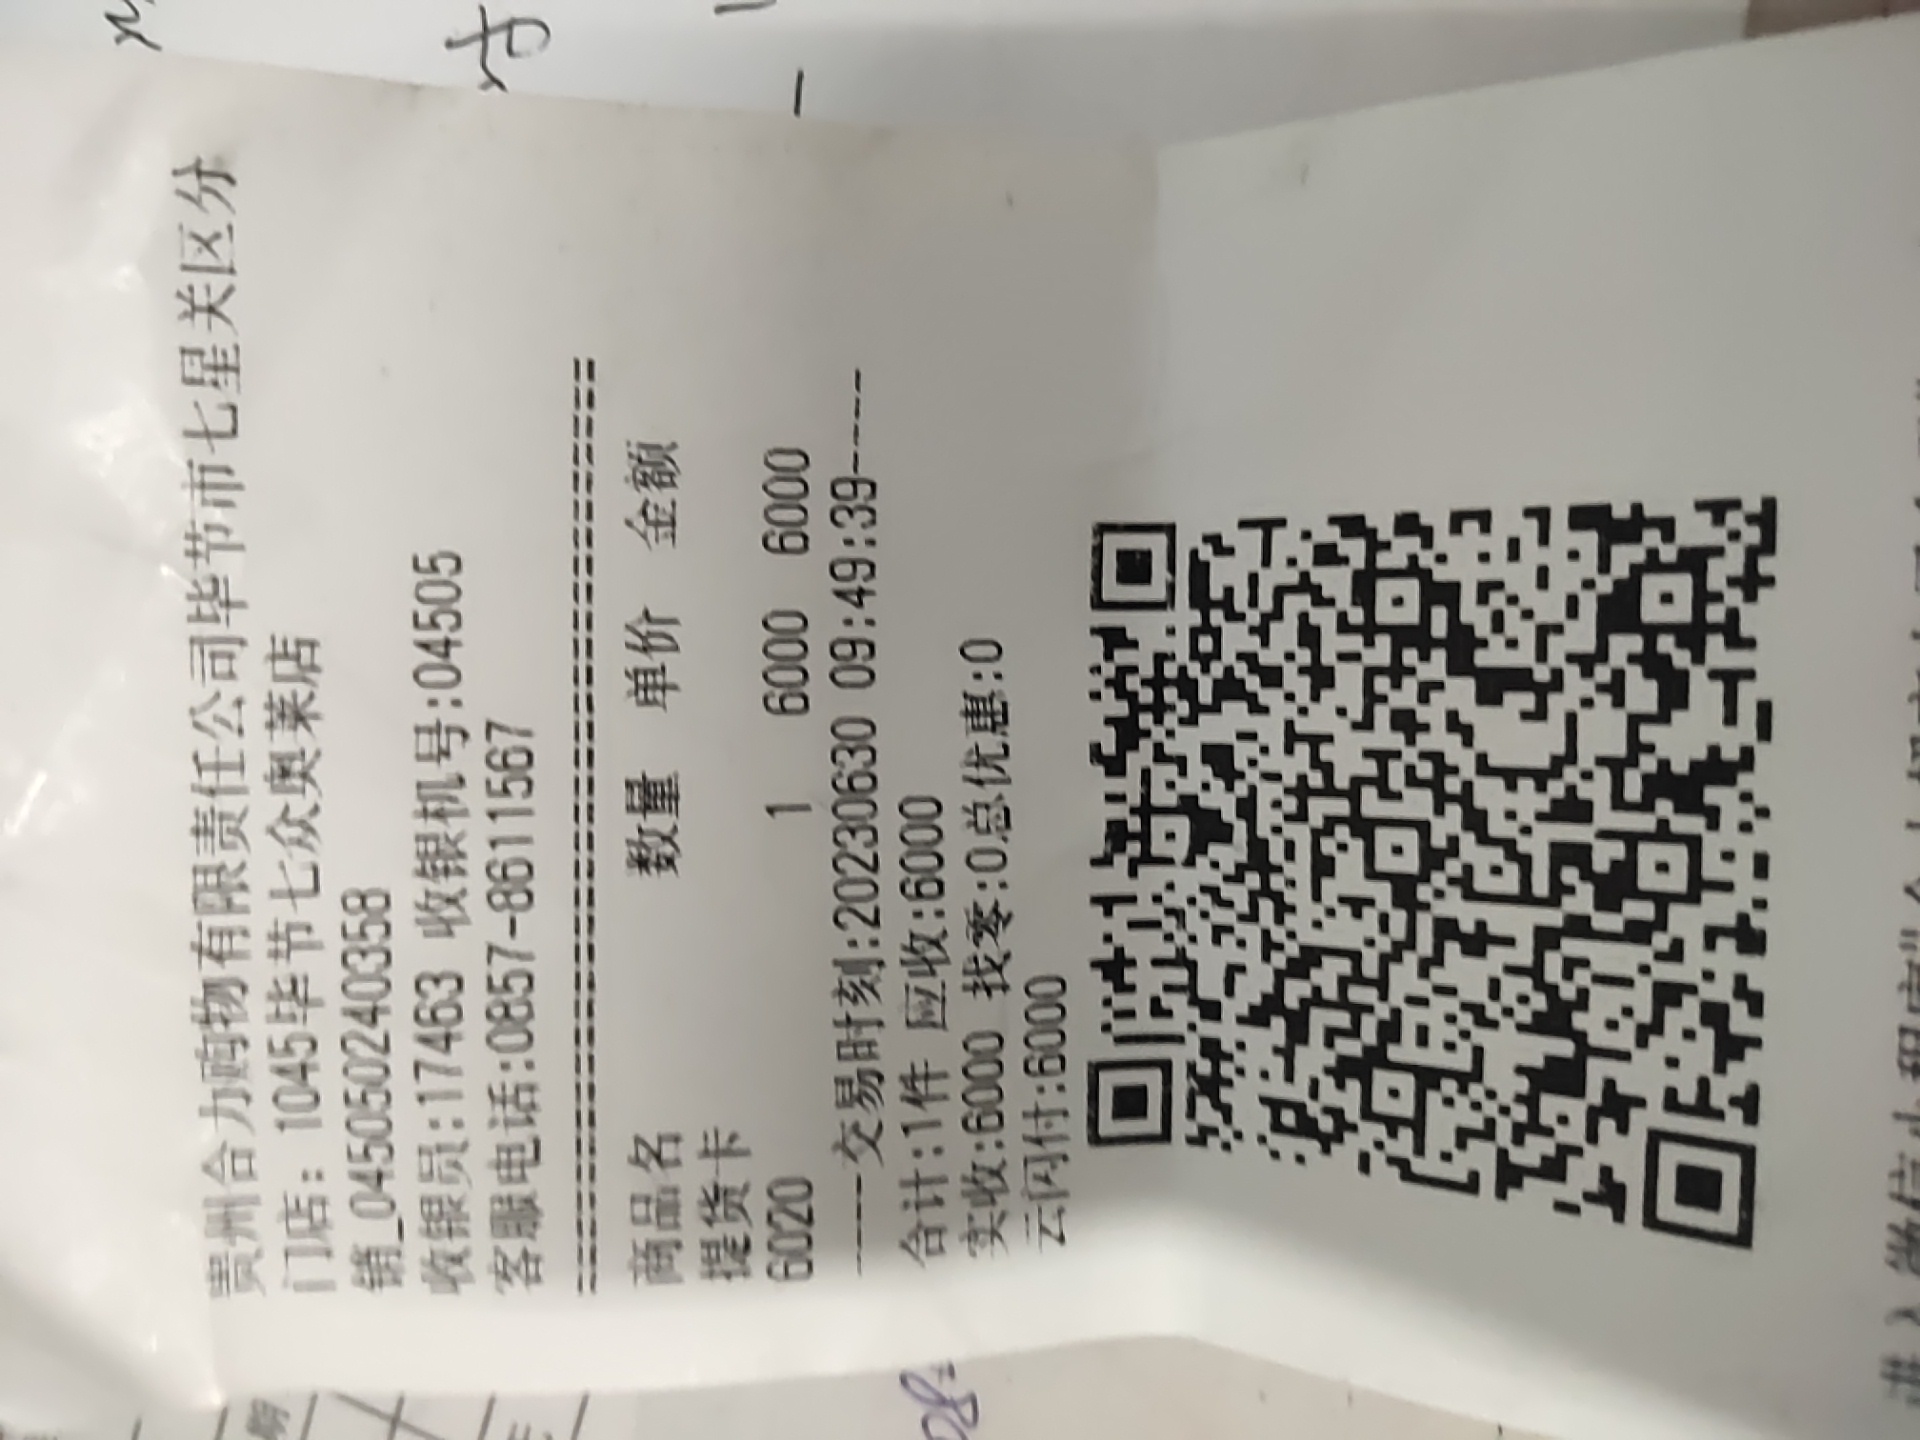 贵州合力购物有限责任公司毕节市七星关区分
门店：1045毕节七众奥莱店
销_0450502240358
收银员:17463 收银机号:04505
客服电话:0857-8611567
==========================================
商品名 数量 单价 金额
提货卡
6020 1 6000 6000
-----交易时刻:20230630 09:49:39-----
合计:1件 应收:6000
实收:6000 找零:0总优惠:0
云闪付:6000